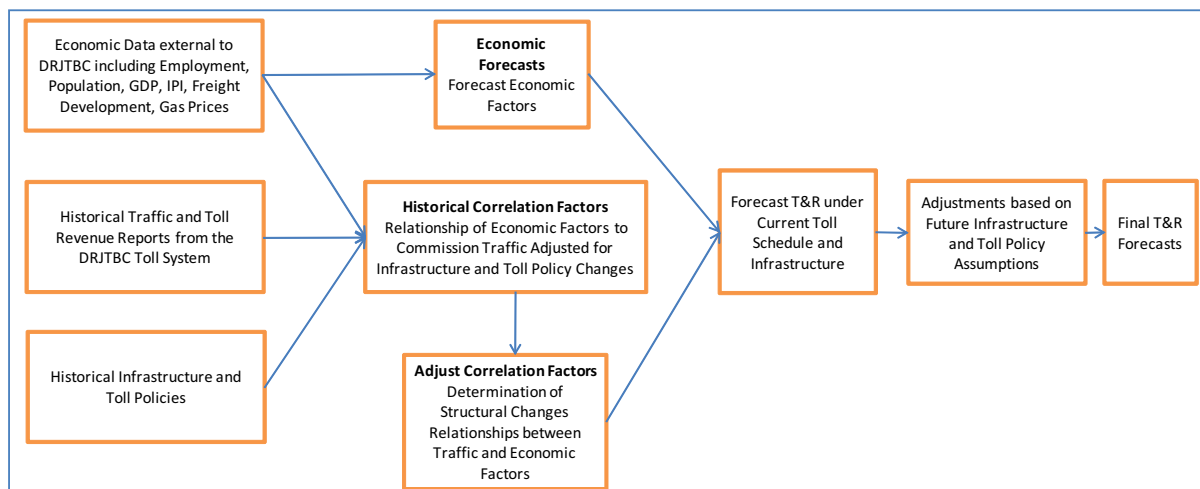 Economic Data external to
DRJTBC including Employment,
Population, GDP, IPI, Freight
Development, Gas Prices
Economic
Forecasts
Forecast Economic
Factors
Historical Traffic and Toll
Revenue Reports from the
DRJTBC Toll System
Historical Correlation Factors
Relationship of Economic Factors to
Commission Traffic Adjusted for
Infrastructure and Toll Policy Changes
Forecast T&R under
Current Toll
Schedule and
Infrastructure
Adjustments based on
Future Infrastructure
and Toll Policy
Assumptions
Final T&R
Forecasts
Historical Infrastructure and
Toll Policies
Adjust Correlation Factors
Determination of
Structural Changes
Relationships between
Traffic and Economic
Factors